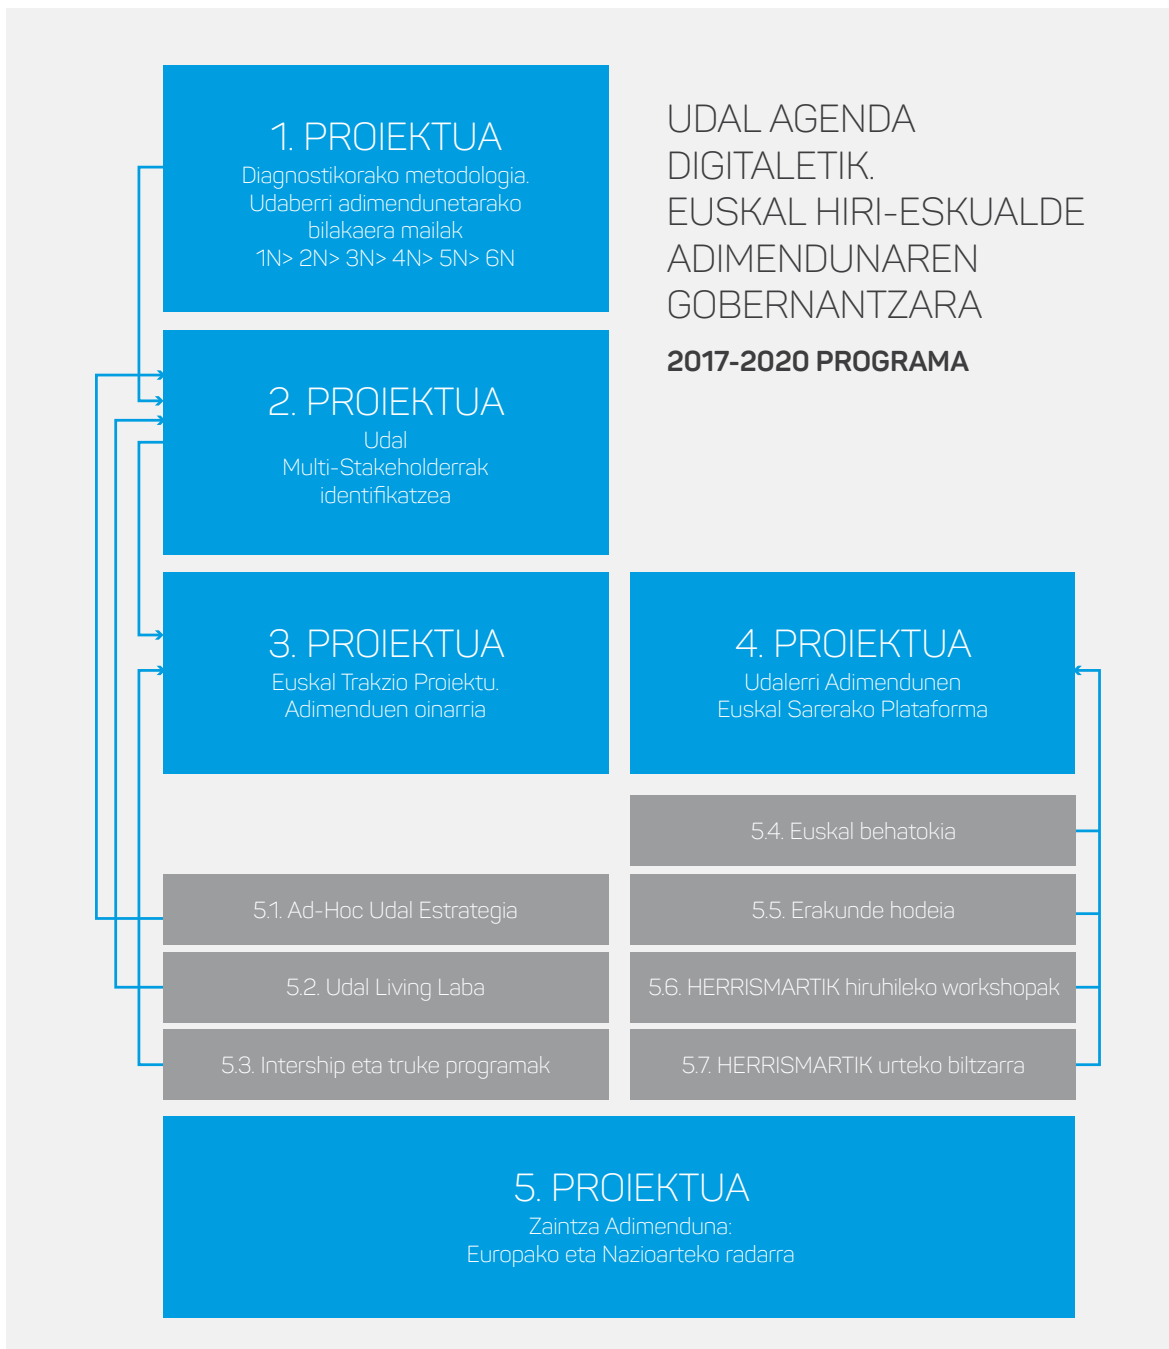 UDAL AGENDA
DIGITALETIK.
EUSKAL HIRI-ESKUALDE
ADIMENDUNAREN
GOBERNANTZARA
2017-2020 PROGRAMA
1. PROIEKTUA
Diagnostikorako metodologia.
Udaberri adimendunetarako
bilakaera mailak
1N> 2N> 3N> 4N> 5N> 6N
2. PROIEKTUA
Udal
Multi-Stakeholderrak
identifikatzea
3. PROIEKTUA
Euskal Trakzio Proiektu.
Adimenduen oinarria
4. PROIEKTUA
Udalerri Adimendunen
Euskal Sarerako Plataforma
5.1. Ad-Hoc Udal Estrategia
5.2. Udal Living Laba
5.3. Intership eta truke programak
5.4. Euskal behatokia
5.5. Erakunde hodeia
5.6. HERRISMARTIK hiruhileko workshopak
5.7. HERRISMARTIK urteko biltzarra
5. PROIEKTUA
Zaintza Adimenduna:
Europako eta Nazioarteko radarra